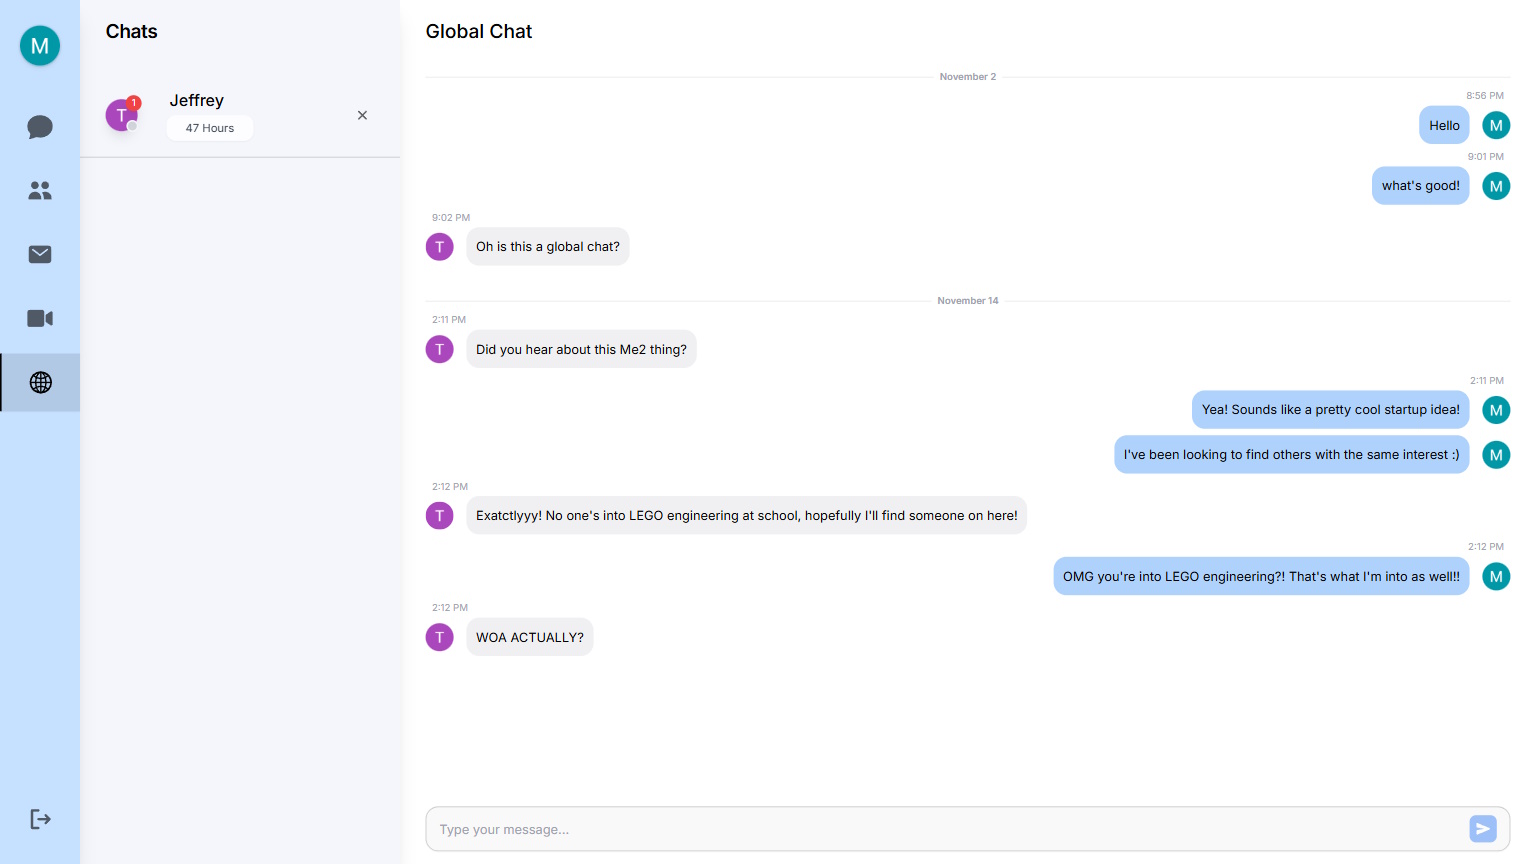 M
Chats
T
1
Jeffrey
47 Hours
Global Chat
November 2
8:56 PM
Hello
M
9:01 PM
what's good!
M
9:02 PM
T
Oh is this a global chat?
November 14
2:11 PM
T
Did you hear about this Me2 thing?
2:11 PM
Yea! Sounds like a pretty cool startup idea!
M
I've been looking to find others with the same interest :)
M
2:12 PM
T
Exatctlyyy! No one's into LEGO engineering at school, hopefully I'll find someone on here!
2:12 PM
OMG you're into LEGO engineering?! That's what I'm into as well!!
M
2:12 PM
T
WOA ACTUALLY?
Type your message...